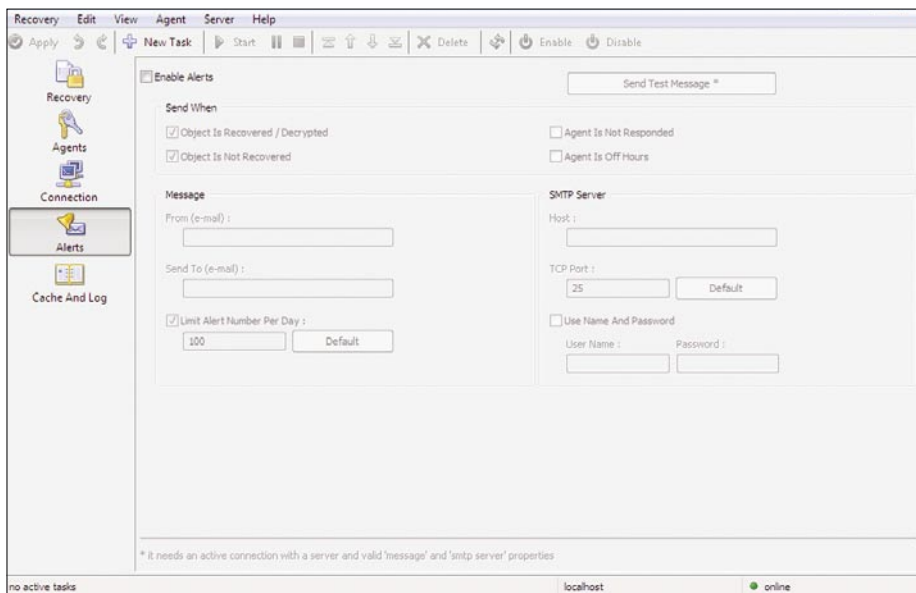 Recovery Edit View Agent Server Help
Apply New Task Start Delete Enable Disable
Recovery
Agents
Connection
Alerts
Cache And Log
Enable Alerts
Send Test Message *
Send When
Object Is Recovered / Decrypted
Agent Is Not Responded
Object Is Not Recovered
Agent Is Off Hours
Message
From (e-mail) :
Send To (e-mail) :
Limit Alert Number Per Day :
100 Default
SMTP Server
Host :
TCP Port :
25 Default
Use Name And Password
User Name : Password :
* it needs an active connection with a server and valid 'message' and 'smtp server' properties
no active tasks localhost online